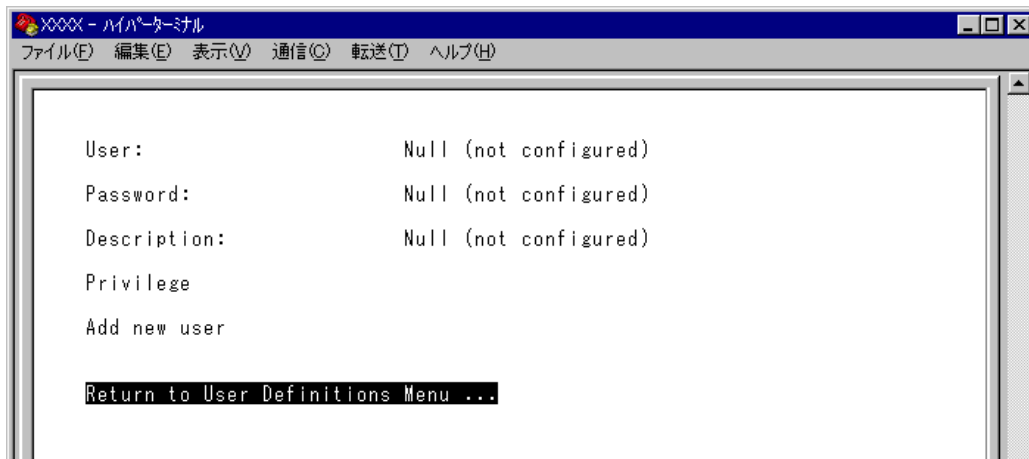 XXXX - ハイパーターミナル
ファイル(F) 編集(E) 表示(V) 通信(C) 転送(T) ヘルプ(H)
User: Null (not configured)
Password: Null (not configured)
Description: Null (not configured)
Privilege
Add new user
Return to User Definitions Menu ...